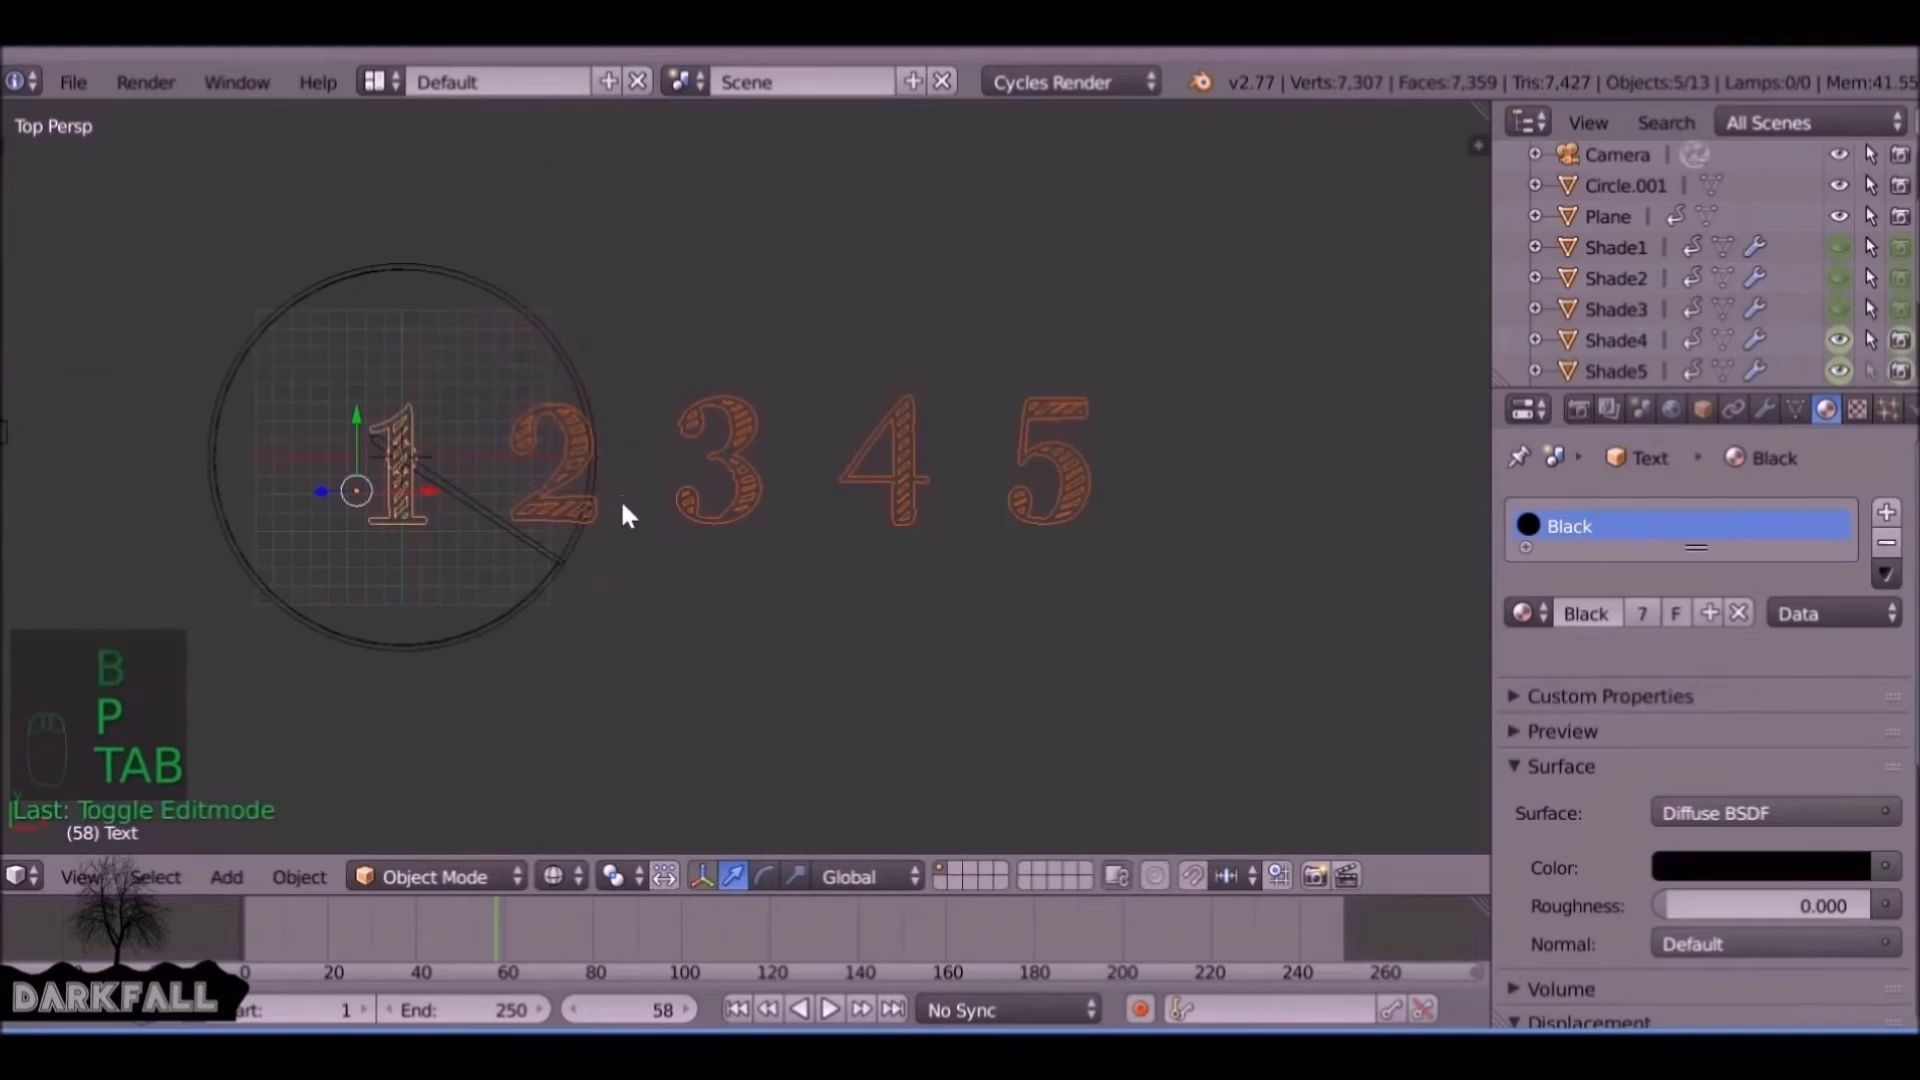 File Render Window Help Default Scene Cycles Render v2.77 | Verts:7,307 | Faces:7,359 | Tris:7,427 | Objects:5/13 | Lamps:0/0 | Mem:41.55
Top Persp
View Search All Scenes
Camera
Circle.001
Plane
Shade1
Shade2
Shade3
Shade4
Shade5
1 2 3 4 5
Text Black
Black
Black 7 F Data
Custom Properties
Preview
Surface
Surface: Diffuse BSDF
Color:
Roughness: 0.000
Normal: Default
Volume
Displacement
B
P
TAB
Last: Toggle Editmode
(58) Text
View Select Add Object Object Mode Global
0 20 40 60 80 100 120 140 160 180 200 220 240 260
DARKFALL
art: 1 End: 250 58 No Sync